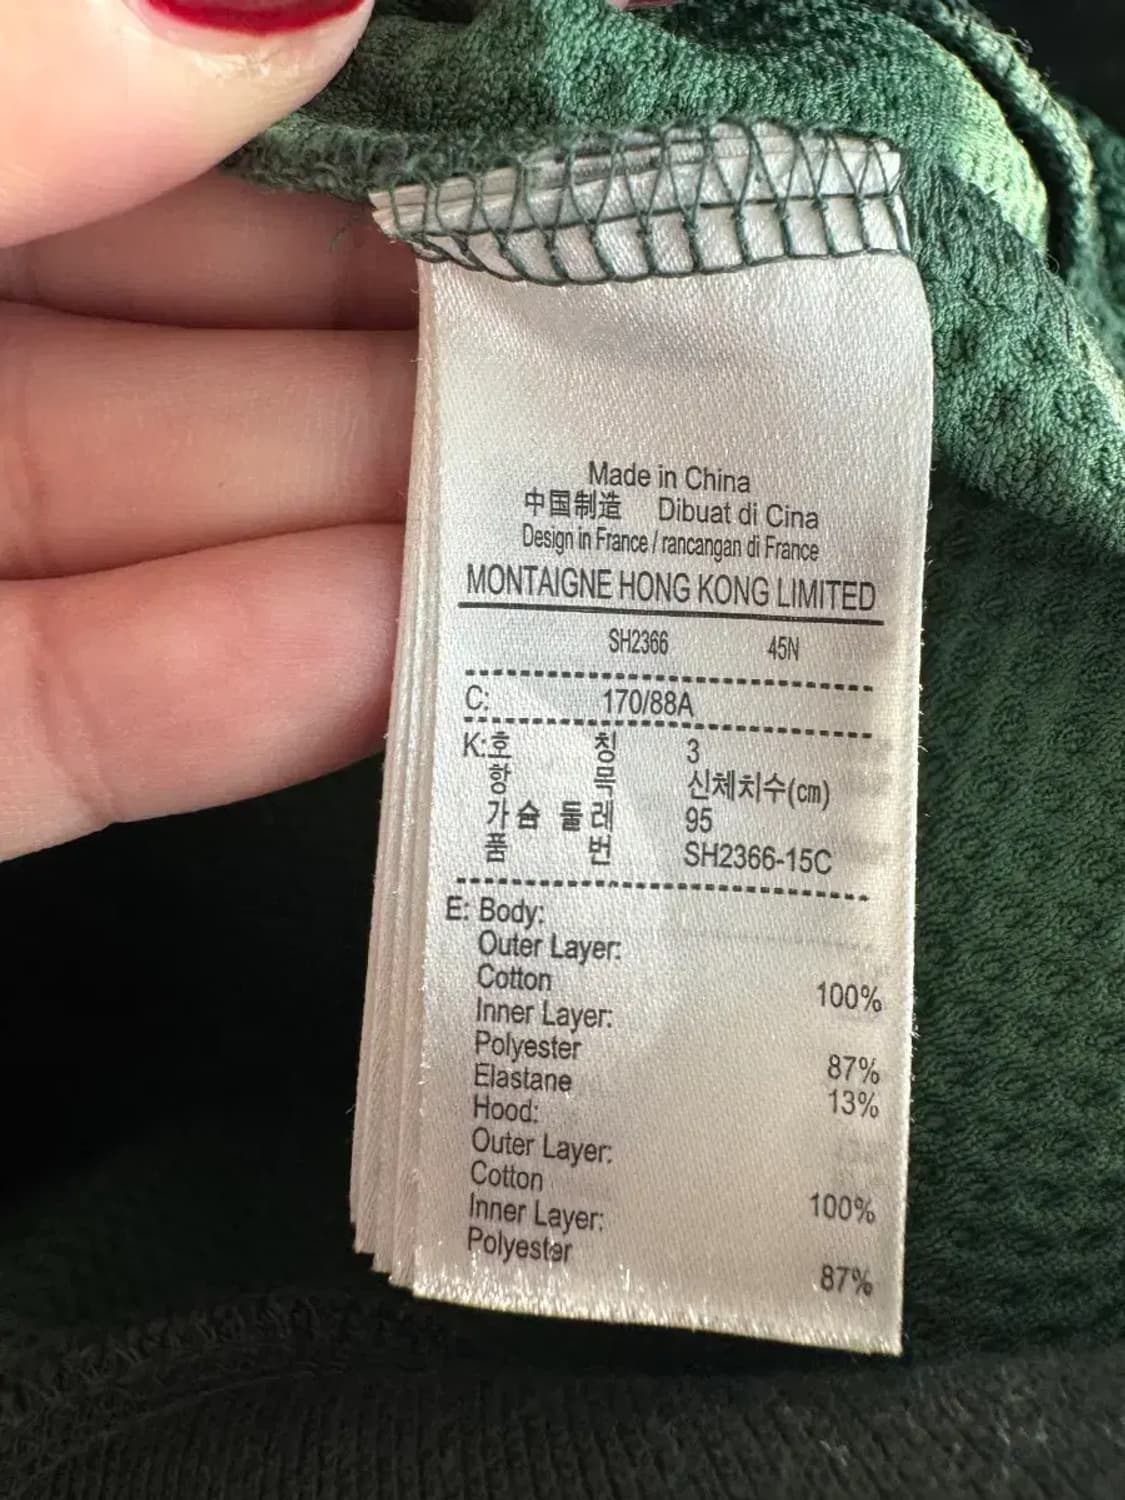 Made in China
中国制造 Dibuat di Cina
Design in France / rancangan di France
MONTAIGNE HONG KONG LIMITED
SH2366 45N
C: 170/88A
K:호 칭 3
항 목 신체치수(cm)
가슴 둘레 95
품 번 SH2366-15C
E: Body:
Outer Layer:
Cotton 100%
Inner Layer:
Polyester 87%
Elastane 13%
Hood:
Outer Layer:
Cotton 100%
Inner Layer:
Polyester 87%